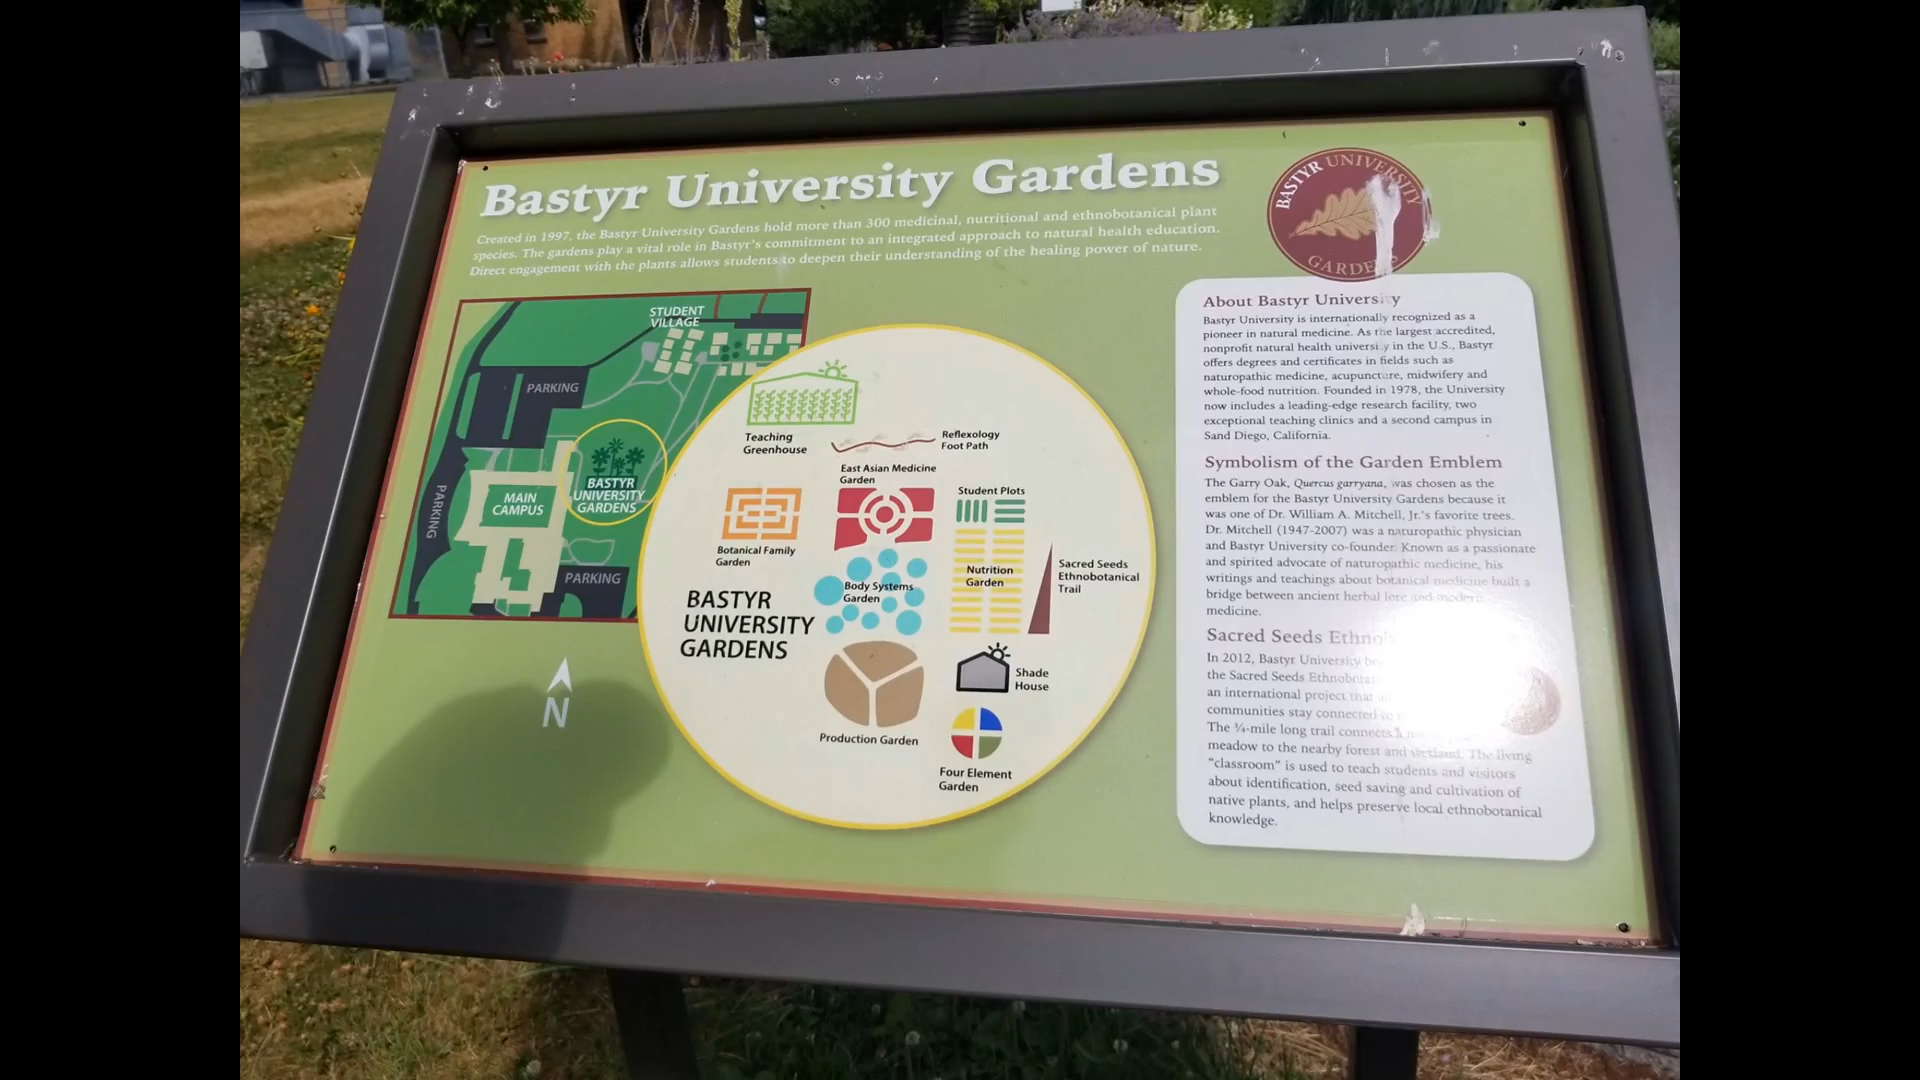 Bastyr University Gardens
Created in 1997, the Bastyr University Gardens hold more than 300 medicinal, nutritional and ethnobotanical plant
species. The gardens play a vital role in Bastyr's commitment to an integrated approach to natural health education.
Direct engagement with the plants allows students to deepen their understanding of the healing power of nature.
BASTYR UNIVERSITY
GARDENS
STUDENT
VILLAGE
PARKING
PARKING
MAIN
CAMPUS
BASTYR
UNIVERSITY
GARDENS
PARKING
N
Teaching
Greenhouse
Reflexology
Foot Path
East Asian Medicine
Garden
Student Plots
Botanical Family
Garden
Body Systems
Garden
Nutrition
Garden
Sacred Seeds
Ethnobotanical
Trail
BASTYR
UNIVERSITY
GARDENS
Shade
House
Production Garden
Four Element
Garden
About Bastyr University
Bastyr University is internationally recognized as a
pioneer in natural medicine. As the largest accredited,
nonprofit natural health university in the U.S., Bastyr
offers degrees and certificates in fields such as
naturopathic medicine, acupuncture, midwifery and
whole-food nutrition. Founded in 1978, the University
now includes a leading-edge research facility, two
exceptional teaching clinics and a second campus in
San Diego, California.
Symbolism of the Garden Emblem
The Garry Oak, Quercus garryana, was chosen as the
emblem for the Bastyr University Gardens because it
was one of Dr. William A. Mitchell, Jr.'s favorite trees.
Dr. Mitchell (1947-2007) was a naturopathic physician
and Bastyr University co-founder. Known as a passionate
and spirited advocate of naturopathic medicine, his
writings and teachings about botanical medicine built a
bridge between ancient herbal lore and modern
medicine.
Sacred Seeds
In 2012, Bastyr University
the Sacred Seeds
an international project that
communities stay connected to
The ¾-mile long trail connects a
meadow to the nearby forest and wetland. The living
"classroom" is used to teach students and visitors
about identification, seed saving and cultivation of
native plants, and helps preserve local ethnobotanical
knowledge.